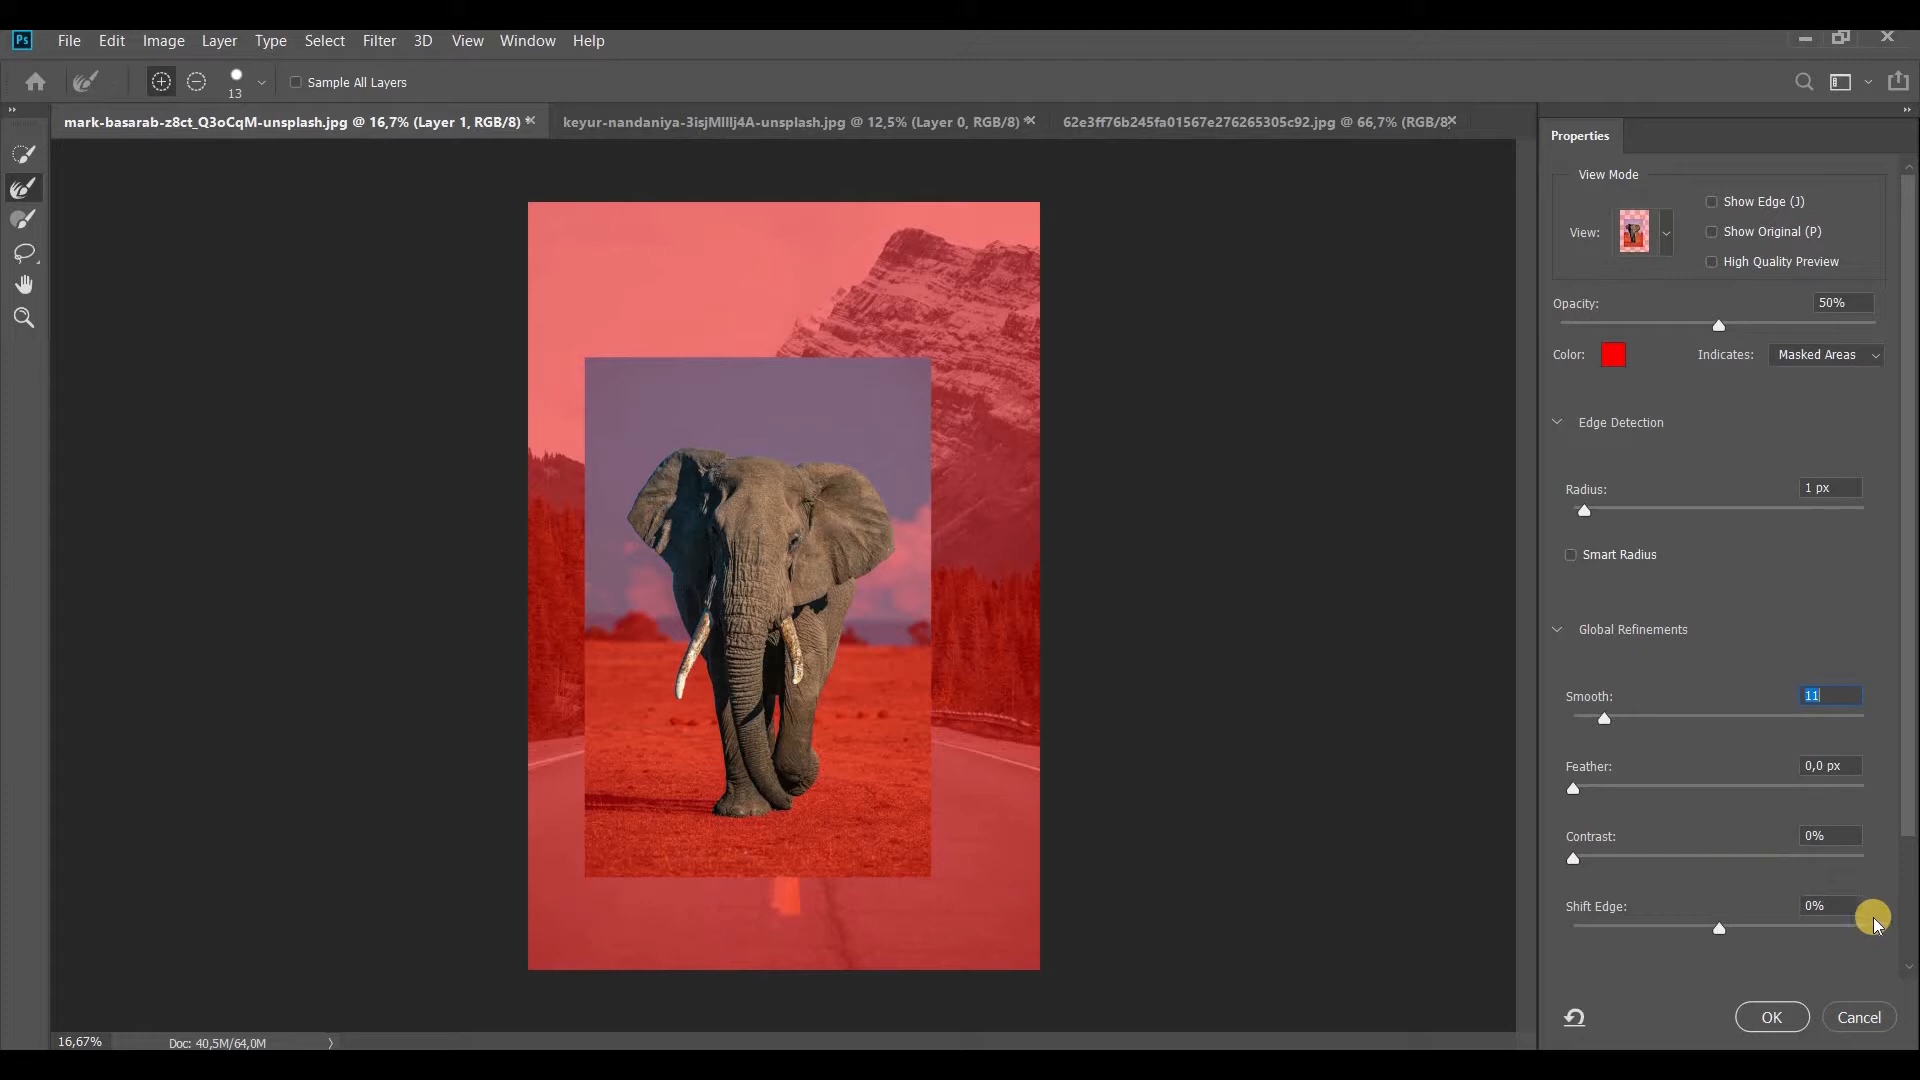 Ps File Edit Image Layer Type Select Filter 3D View Window Help
13 Sample All Layers
mark-basarab-z8ct_Q3oCqM-unsplash.jpg @ 16,7% (Layer 1, RGB/8) *
keyur-nandaniya-3isjMlIlj4A-unsplash.jpg @ 12,5% (Layer 0, RGB/8) *
62e3ff76b245fa01567e276265305c92.jpg @ 66,7% (RGB/8
Properties
View Mode
View:
Show Edge (J)
Show Original (P)
High Quality Preview
Opacity: 50%
Color: Indicates: Masked Areas
Edge Detection
Radius: 1 px
Smart Radius
Global Refinements
Smooth: 11
Feather: 0,0 px
Contrast: 0%
Shift Edge: 0%
OK Cancel
16,67% Doc: 40,5M/64,0M